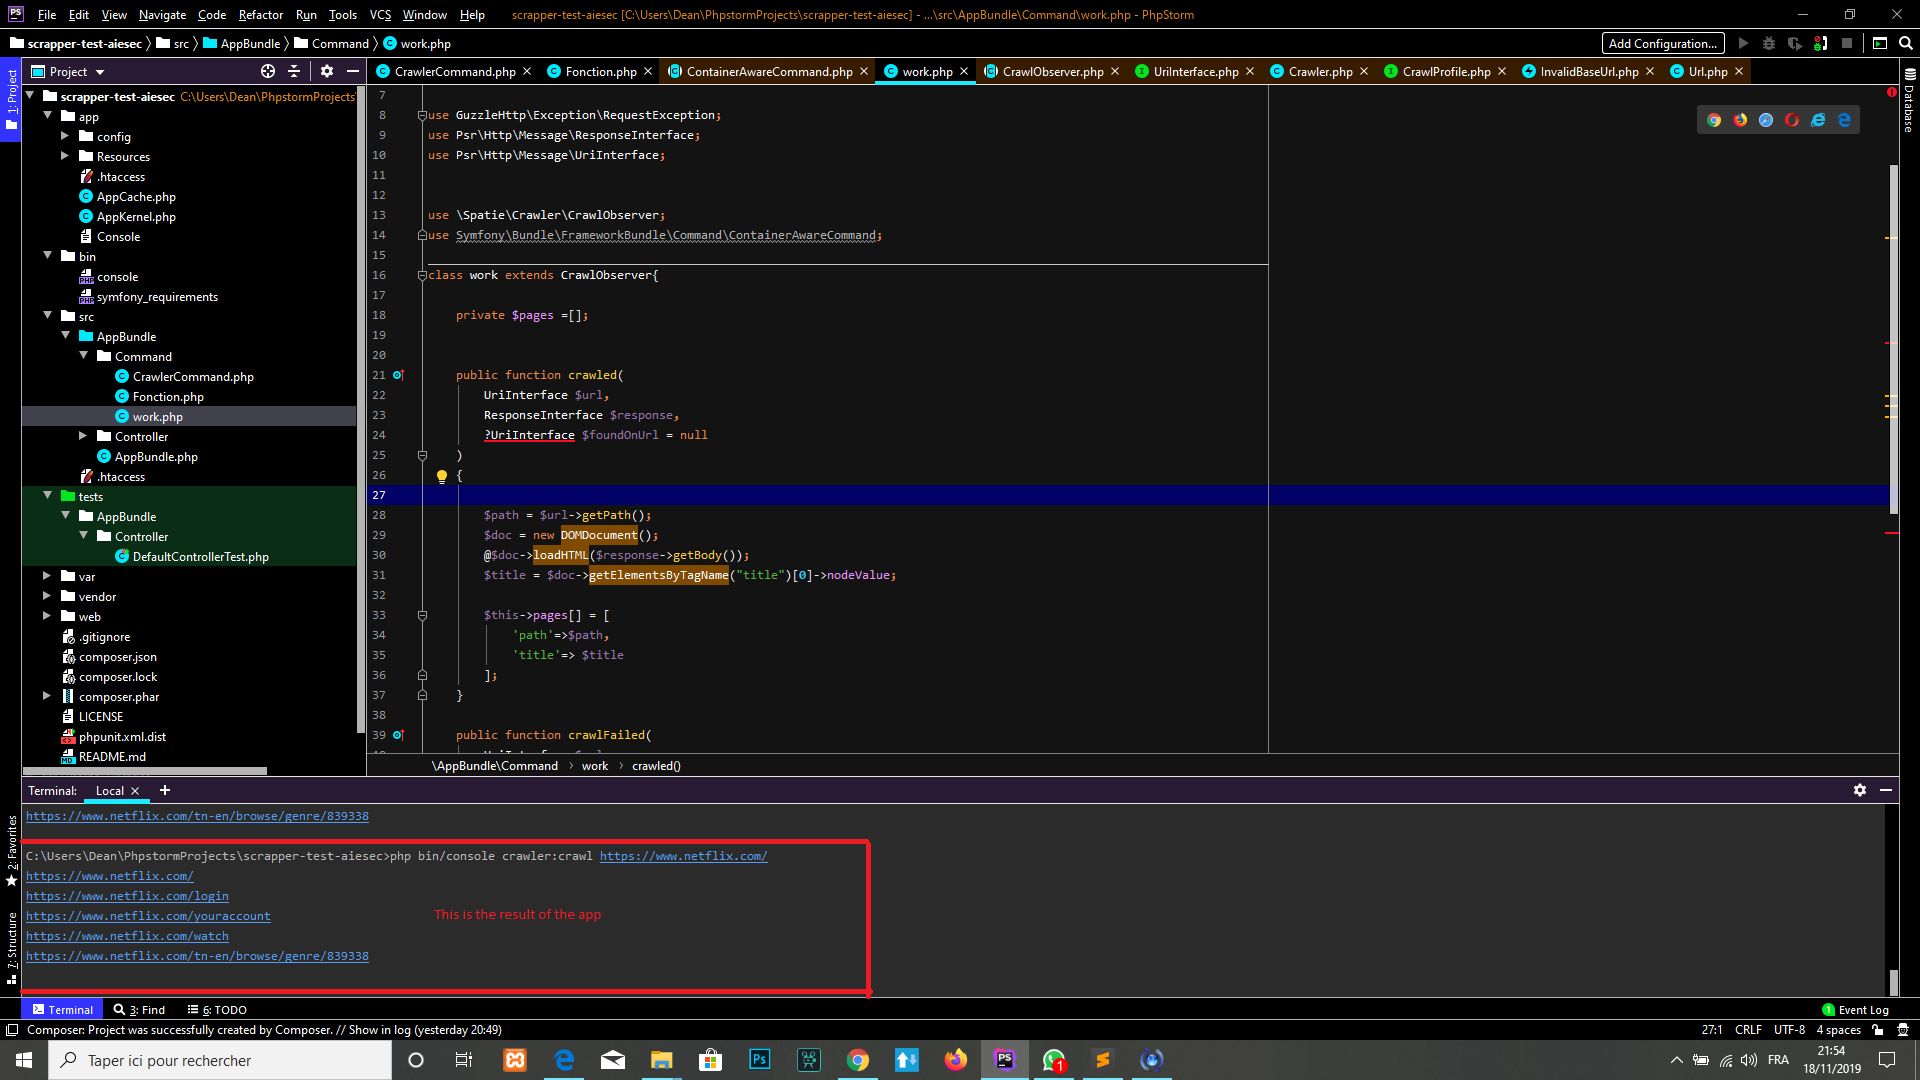 PS File Edit View Navigate Code Refactor Run Tools VCS Window Help scrapper-test-aiesec [C:\Users\Dean\PhpstormProjects\scrapper-test-aiesec] - ...\src\AppBundle\Command\work.php - PhpStorm
scrapper-test-aiesec src AppBundle Command work.php Add Configuration...
Project CrawlerCommand.php Fonction.php ContainerAwareCommand.php work.php CrawlObserver.php UriInterface.php Crawler.php CrawlProfile.php InvalidBaseUrl.php Url.php
1: Project
Database
scrapper-test-aiesec C:\Users\Dean\PhpstormProjects\
app
config
Resources
.htaccess
AppCache.php
AppKernel.php
Console
bin
console
symfony_requirements
src
AppBundle
Command
CrawlerCommand.php
Fonction.php
work.php
Controller
AppBundle.php
.htaccess
tests
AppBundle
Controller
DefaultControllerTest.php
var
vendor
web
.gitignore
composer.json
composer.lock
composer.phar
LICENSE
phpunit.xml.dist
README.md
7
8 use GuzzleHttp\Exception\RequestException;
9 use Psr\Http\Message\ResponseInterface;
10 use Psr\Http\Message\UriInterface;
11
12
13 use \Spatie\Crawler\CrawlObserver;
14 use Symfony\Bundle\FrameworkBundle\Command\ContainerAwareCommand;
15
16 class work extends CrawlObserver{
17
18 private $pages =[];
19
20
21 public function crawled(
22 UriInterface $url,
23 ResponseInterface $response,
24 ?UriInterface $foundOnUrl = null
25 )
26 {
27
28 $path = $url->getPath();
29 $doc = new DOMDocument();
30 @$doc->loadHTML($response->getBody());
31 $title = $doc->getElementsByTagName("title")[0]->nodeValue;
32
33 $this->pages[] = [
34 'path'=>$path,
35 'title'=> $title
36 ];
37 }
38
39 public function crawlFailed(
\AppBundle\Command › work › crawled()
Terminal: Local +
2: Favorites
7: Structure
https://www.netflix.com/tn-en/browse/genre/839338
C:\Users\Dean\PhpstormProjects\scrapper-test-aiesec>php bin/console crawler:crawl https://www.netflix.com/
https://www.netflix.com/
https://www.netflix.com/login
https://www.netflix.com/youraccount This is the result of the app
https://www.netflix.com/watch
https://www.netflix.com/tn-en/browse/genre/839338
Terminal 3: Find 6: TODO 1 Event Log
Composer: Project was successfully created by Composer. // Show in log (yesterday 20:49) 27:1 CRLF UTF-8 4 spaces
Taper ici pour rechercher Ps PS 1 FRA
21:54
18/11/2019